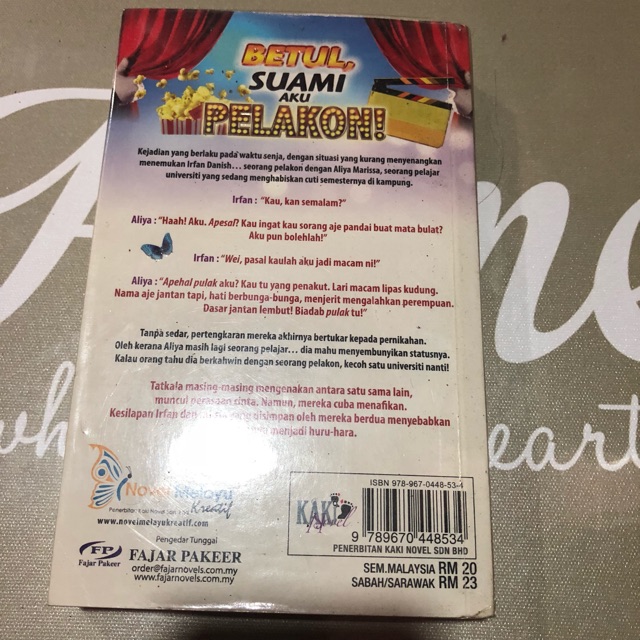 BETUL,
SUAMI
AKU
PELAKON!
Kejadian yang berlaku pada waktu senja, dengan situasi yang kurang menyenangkan
menemukan Irfan Danish... seorang pelakon dengan Aliya Marissa, seorang pelajar
universiti yang sedang menghabiskan cuti semesternya di kampung.
Irfan : "Kau, kan semalam?"
Aliya : "Haah! Aku. Apesal? Kau ingat kau sorang aje pandai buat mata bulat?
Aku pun bolehlah!"
Irfan : "Wei, pasal kaulah aku jadi macam ni!"
Aliya : "Apehal pulak aku? Kau tu yang penakut. Lari macam lipas kudung.
Nama aje jantan tapi, hati berbunga-bunga, menjerit mengalahkan perempuan.
Dasar jantan lembut! Biadab pulak tu!"
Tanpa sedar, pertengkaran mereka akhirnya bertukar kepada pernikahan.
Oleh kerana Aliya masih lagi seorang pelajar... dia mahu menyembunyikan statusnya.
Kalau orang tahu dia berkahwin dengan seorang pelakon, kecoh satu universiti nanti!
Tatkala masing-masing mengenakan antara satu sama lain,
muncul perasaan cinta. Namun, mereka cuba menafikan.
Kesilapan Irfan dan yang disimpan oleh mereka berdua menyebabkan
menjadi huru-hara.
Novel Melayu
Kreatif
www.novelmelayukreatif.com
Pengedar Tunggal
FP
Fajar Pakeer
FAJAR PAKEER
order@fajarnovels.com.my
www.fajarnovels.com.my
KAKI
novel
ISBN 978-967-0448-53-4
9 789670 448534
PENERBITAN KAKI NOVEL SDN BHD
SEM.MALAYSIA RM 20
SABAH/SARAWAK RM 23
wh
eart